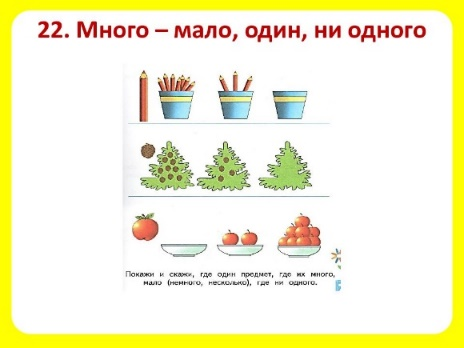 22. Много – мало, один, ни одного
Покажи и скажи, где один предмет, где их много,
мало (немного, несколько), где ни одного.